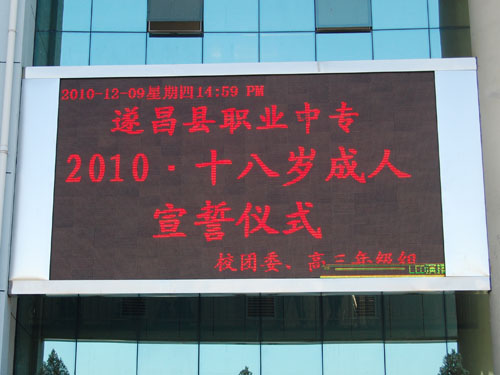 2010-12-09星期四14:59 PM
遂昌县职业中专
2010·十八岁成人
宣誓仪式
校团委、高三年级组